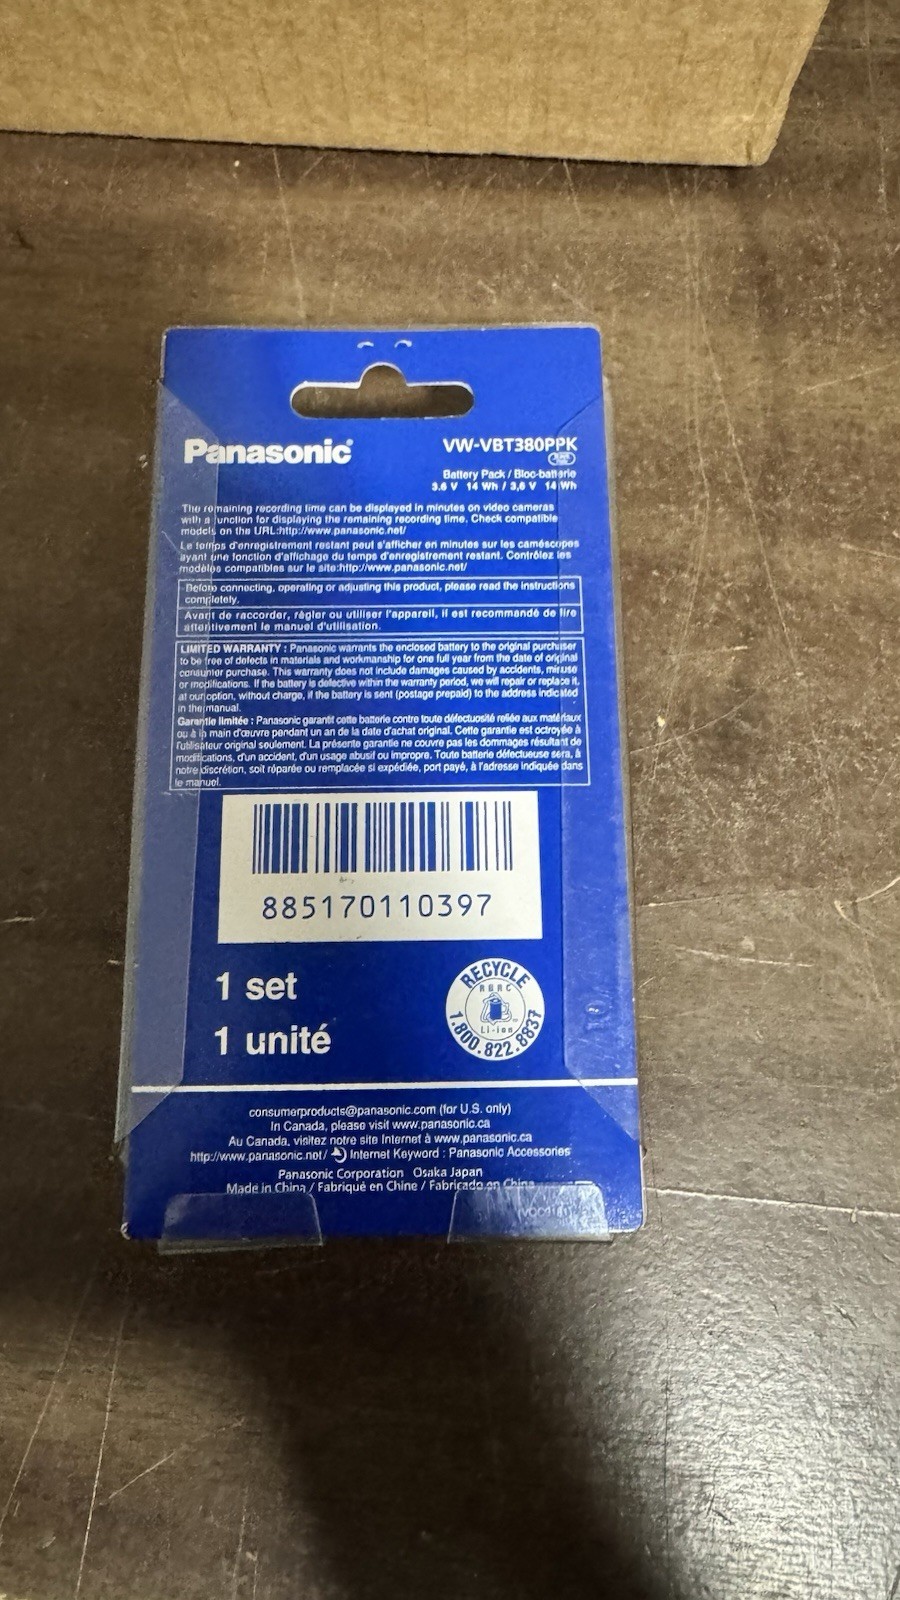 Panasonic
VW-VBT380PPK
Battery Pack / Bloc-batterie
3.6 V 14 Wh / 3,6 V 14 Wh
The remaining recording time can be displayed in minutes on video cameras
with a function for displaying the remaining recording time. Check compatible
models on the URL:http://www.panasonic.net/
Le temps d'enregistrement restant peut s'afficher en minutes sur les caméscopes
ayant une fonction d'affichage du temps d'enregistrement restant. Contrôlez les
modèles compatibles sur le site:http://www.panasonic.net/
Before connecting, operating or adjusting this product, please read the instructions
completely.
Avant de raccorder, régler ou utiliser l'appareil, il est recommandé de lire
attentivement le manuel d'utilisation.
LIMITED WARRANTY : Panasonic warrants the enclosed battery to the original purchaser
to be free of defects in materials and workmanship for one full year from the date of original
consumer purchase. This warranty does not include damages caused by accidents, misuse
or modifications. If the battery is defective within the warranty period, we will repair or replace it,
at our option, without charge, if the battery is sent (postage prepaid) to the address indicated
in the manual.
Garantie limitée : Panasonic garantit cette batterie contre toute défectuosité reliée aux matériaux
ou à la main d'œuvre pendant un an de la date d'achat original. Cette garantie est octroyée à
l'utilisateur original seulement. La présente garantie ne couvre pas les dommages résultant de
modifications, d'un accident, d'un usage abusif ou impropre. Toute batterie défectueuse sera, à
notre discrétion, soit réparée ou remplacée si expédiée, port payé, à l'adresse indiquée dans
le manuel.
885170110397
1 set
1 unité
RECYCLE
RBRC
Li-ion
1.800.822.8837
consumerproducts@panasonic.com (for U.S. only)
In Canada, please visit www.panasonic.ca
Au Canada, visitez notre site Internet à www.panasonic.ca
http://www.panasonic.net/ Internet Keyword : Panasonic Accessories
Panasonic Corporation Osaka Japan
Made in China / Fabriqué en Chine / Fabricado en China